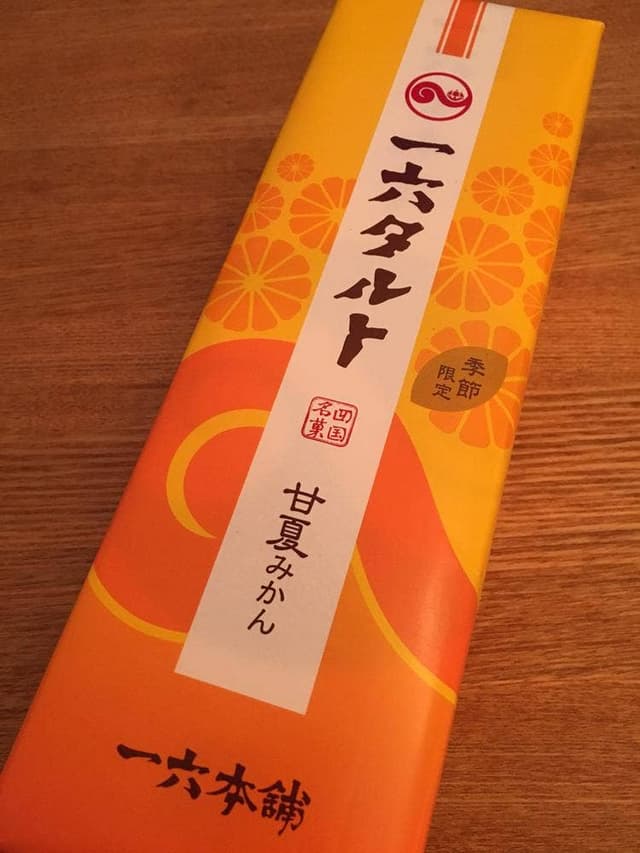 一六タルト
季節
限定
四国
名菓
甘夏みかん
一六本舗